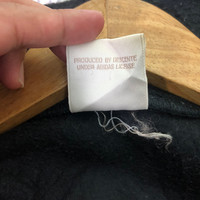 PRODUCED BY DESCENTE
UNDER ADIDAS LICENSE